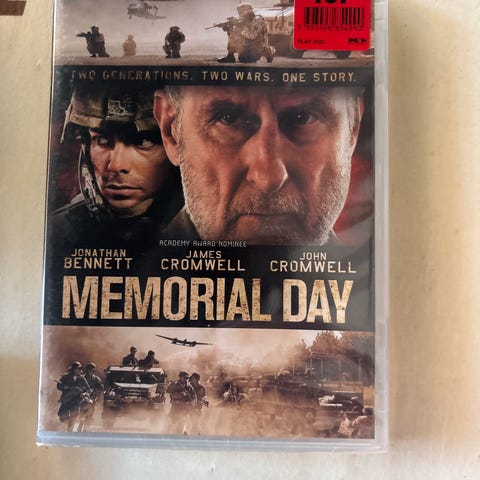 TWO GENERATIONS. TWO WARS. ONE STORY.
ACADEMY AWARD NOMINEE
JONATHAN BENNETT
JAMES CROMWELL
JOHN CROMWELL
MEMORIAL DAY